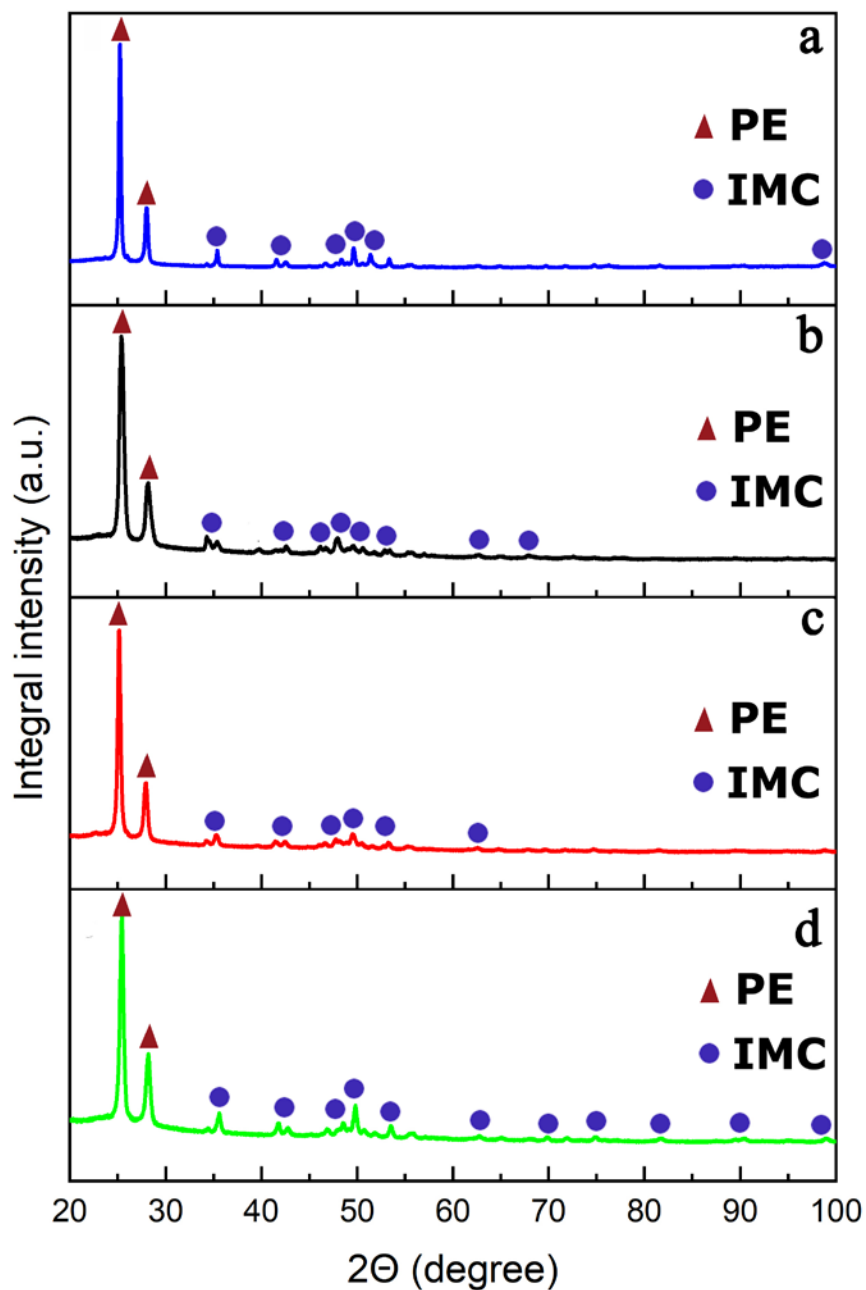 a
PE
IMC
b
PE
IMC
c
PE
IMC
d
PE
IMC
Integral intensity (a.u.)
20 30 40 50 60 70 80 90 100
2Θ (degree)